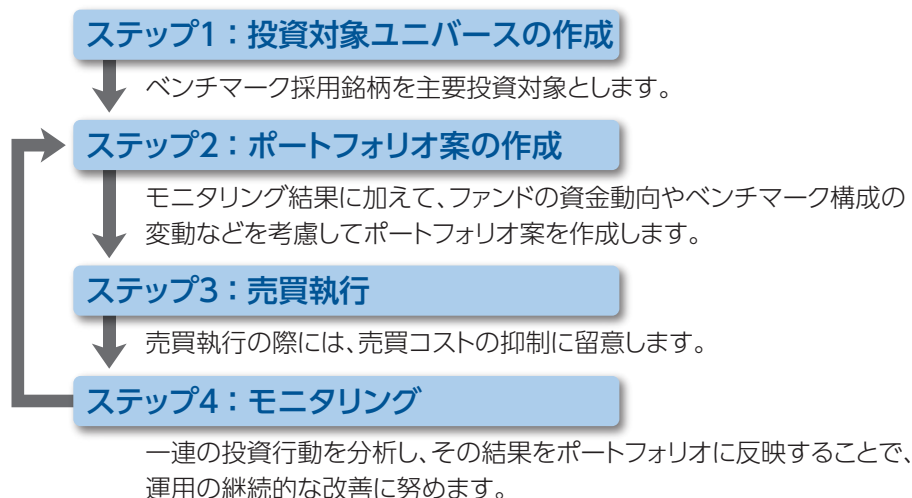 ステップ1：投資対象ユニバースの作成
ベンチマーク採用銘柄を主要投資対象とします。
ステップ2：ポートフォリオ案の作成
モニタリング結果に加えて、ファンドの資金動向やベンチマーク構成の
変動などを考慮してポートフォリオ案を作成します。
ステップ3：売買執行
売買執行の際には、売買コストの抑制に留意します。
ステップ4：モニタリング
一連の投資行動を分析し、その結果をポートフォリオに反映することで、
運用の継続的な改善に努めます。